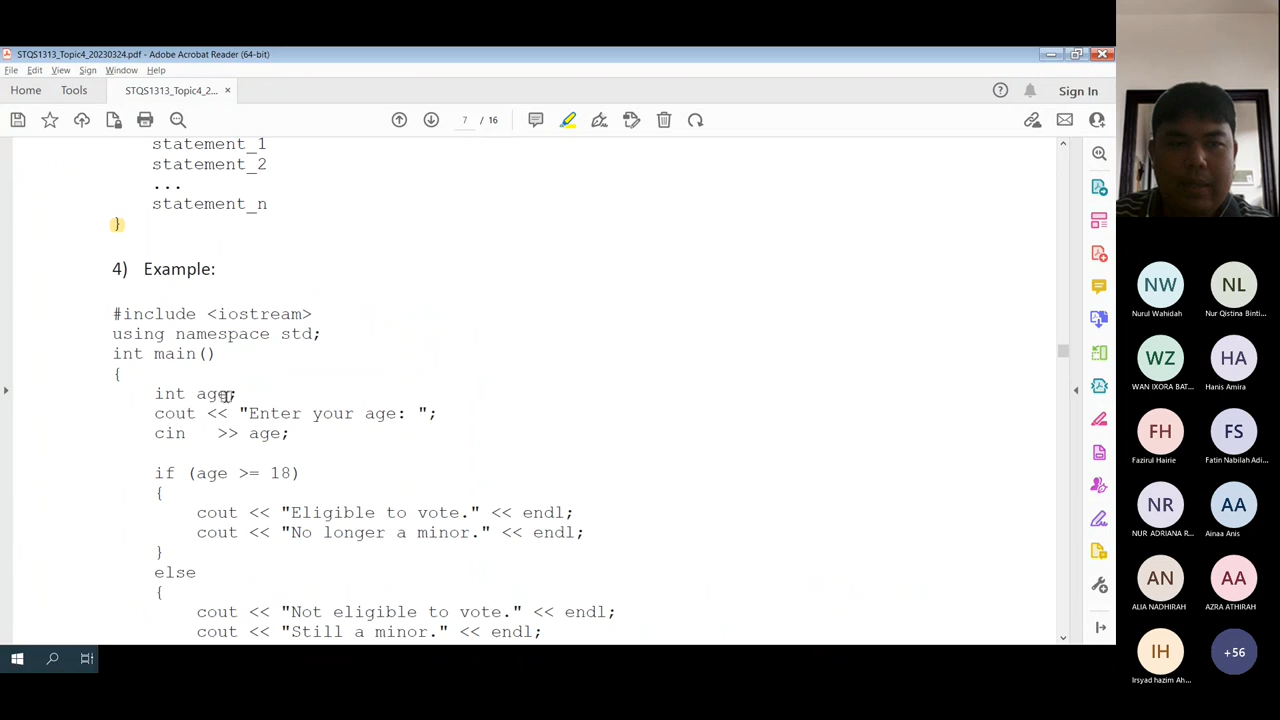 STQS1313_Topic4_20230324.pdf - Adobe Acrobat Reader (64-bit)
File Edit View Sign Window Help
Home Tools STQS1313_Topic4_2... × Sign In
7 / 16
statement_1
statement_2
...
statement_n
}
4) Example:
#include <iostream>
using namespace std;
int main()
{
int age;
cout << "Enter your age: ";
cin >> age;
if (age >= 18)
{
cout << "Eligible to vote." << endl;
cout << "No longer a minor." << endl;
}
else
{
cout << "Not eligible to vote." << endl;
cout << "Still a minor." << endl;
NW NL
Nurul Wahidah Nur Qistina Binti...
WZ HA
WAN IXORA BAT... Hanis Amira
FH FS
Fazirul Hairie Fatin Nabilah Adi...
NR AA
NUR ADRIANA R... Ainaa Anis
AN AA
ALIA NADHIRAH AZRA ATHIRAH
IH +56
Irsyad hazim Ah...